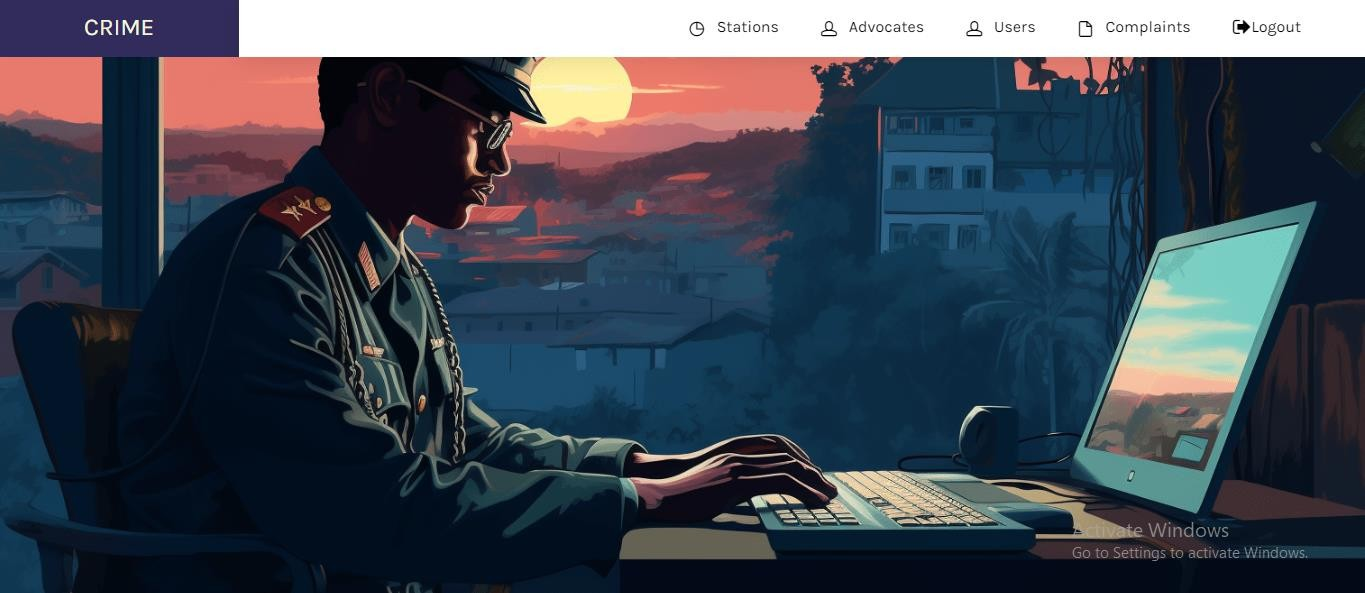 CRIME
Stations Advocates Users Complaints Logout
Activate Windows
Go to Settings to activate Windows.